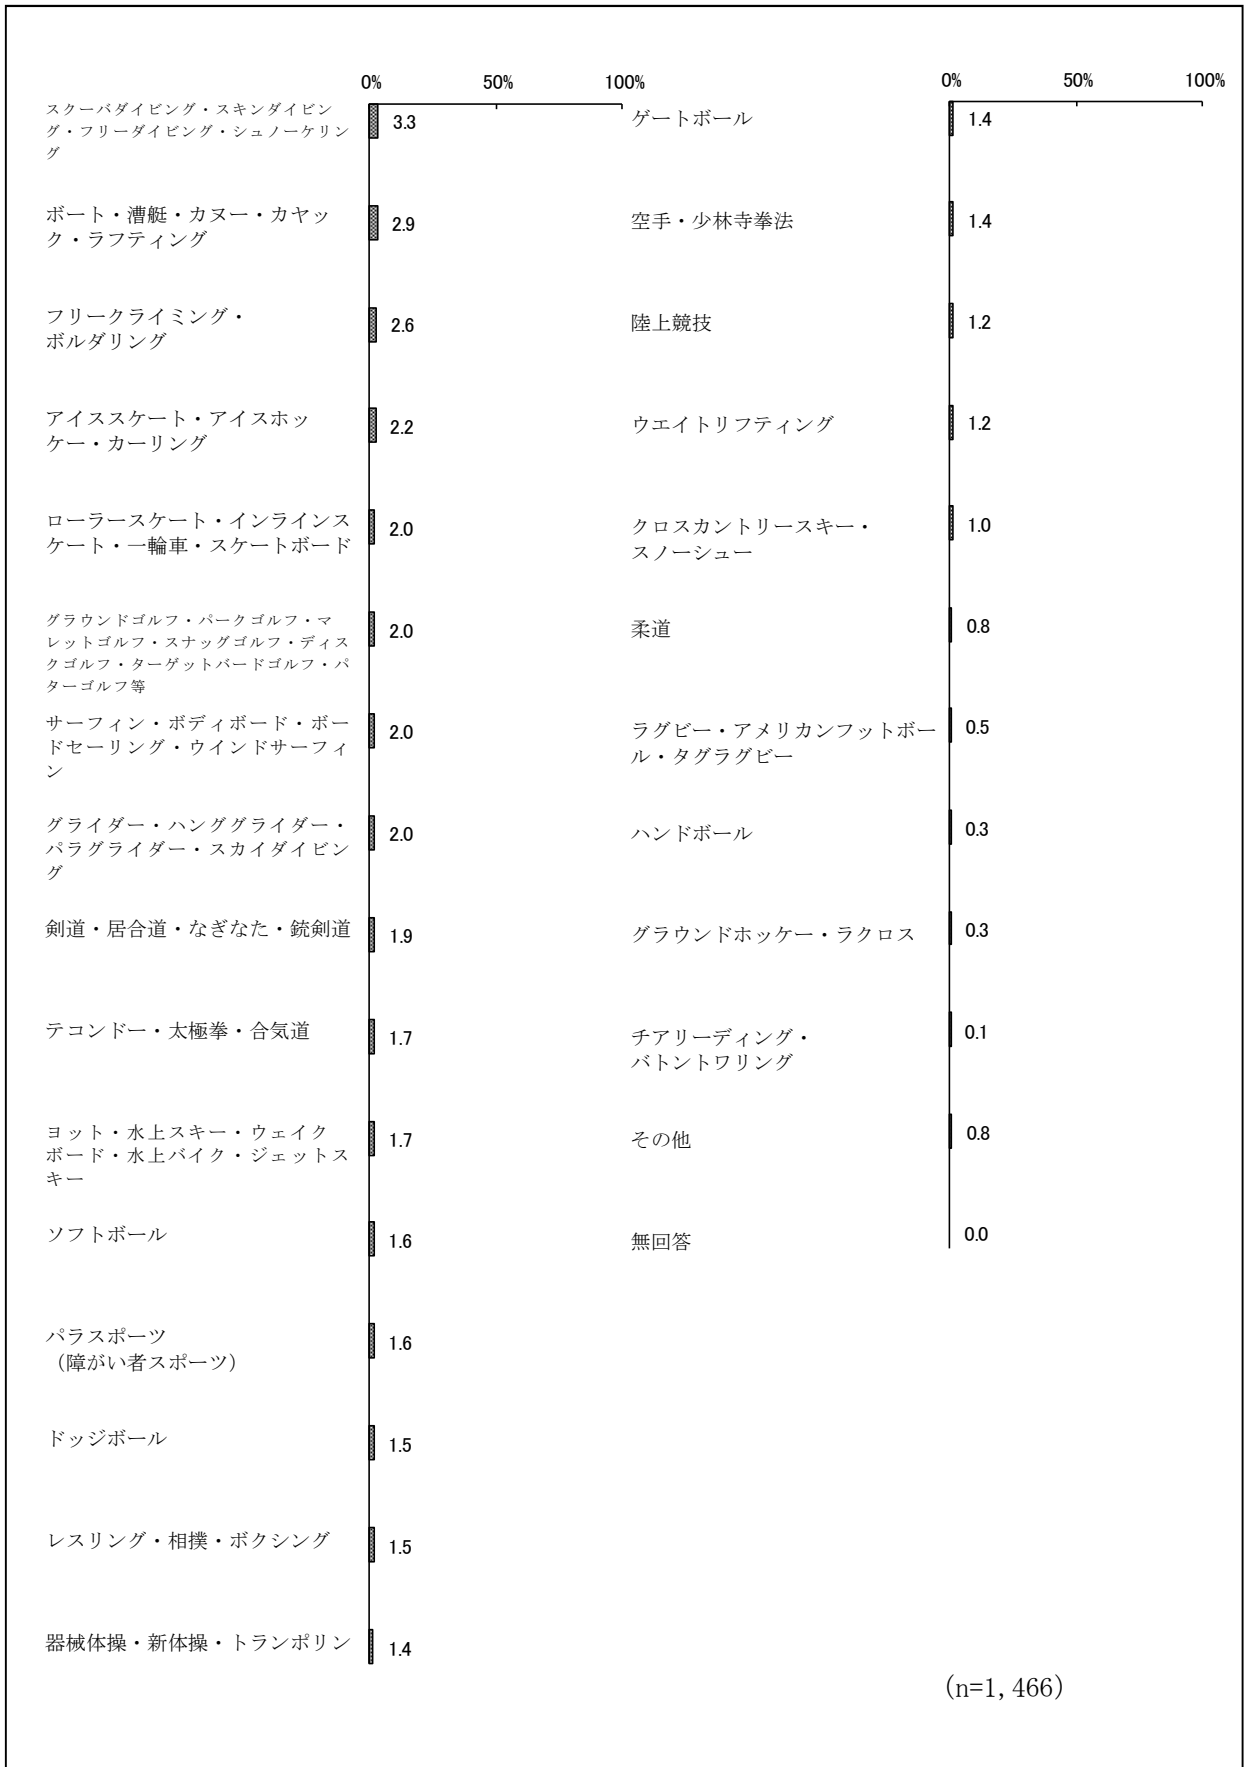 0% 50% 100%
スクーバダイビング・スキンダイビン
グ・フリーダイビング・シュノーケリン
グ
3.3
ボート・漕艇・カヌー・カヤッ
ク・ラフティング
2.9
フリークライミング・
ボルダリング
2.6
アイススケート・アイスホッ
ケー・カーリング
2.2
ローラースケート・インラインス
ケート・一輪車・スケートボード
2.0
グラウンドゴルフ・パークゴルフ・マ
レットゴルフ・スナッグゴルフ・ディス
クゴルフ・ターゲットバードゴルフ・パ
ターゴルフ等
2.0
サーフィン・ボディボード・ボー
ドセーリング・ウインドサーフィ
ン
2.0
グライダー・ハンググライダー・
パラグライダー・スカイダイビン
グ
2.0
剣道・居合道・なぎなた・銃剣道
1.9
テコンドー・太極拳・合気道
1.7
ヨット・水上スキー・ウェイク
ボード・水上バイク・ジェットス
キー
1.7
ソフトボール
1.6
パラスポーツ
（障がい者スポーツ）
1.6
ドッジボール
1.5
レスリング・相撲・ボクシング
1.5
器械体操・新体操・トランポリン
1.4
0% 50% 100%
ゲートボール
1.4
空手・少林寺拳法
1.4
陸上競技
1.2
ウエイトリフティング
1.2
クロスカントリースキー・
スノーシュー
1.0
柔道
0.8
ラグビー・アメリカンフットボー
ル・タグラグビー
0.5
ハンドボール
0.3
グラウンドホッケー・ラクロス
0.3
チアリーディング・
バトントワリング
0.1
その他
0.8
無回答
0.0
(n=1,466)